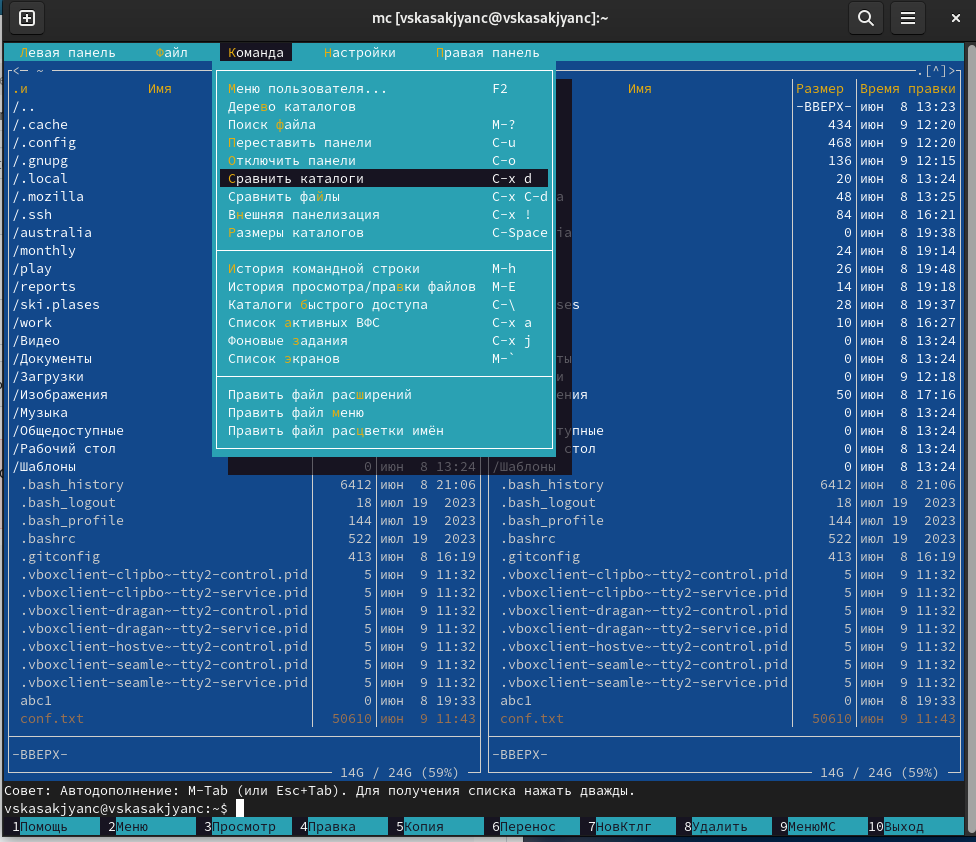 mc [vskasakjyanc@vskasakjyanc]:~
Левая панель Файл Команда Настройки Правая панель
<─ ~ .[^]>
.и Имя Имя Размер Время правки
/.. Меню пользователя... F2 -ВВЕРХ- июн 8 13:23
Дерево каталогов
/.cache Поиск файла M-? 434 июн 9 12:20
/.config Переставить панели C-u 468 июн 9 12:20
/.gnupg Отключить панели C-o 136 июн 9 12:15
/.local Сравнить каталоги C-x d 20 июн 8 13:24
/.mozilla Сравнить файлы C-x C-d a 48 июн 8 13:25
/.ssh Внешняя панелизация C-x ! 84 июн 8 16:21
/australia Размеры каталогов C-Space ia 0 июн 8 19:38
/monthly 24 июн 8 19:14
/play История командной строки M-h 26 июн 8 19:48
/reports История просмотра/правки файлов M-E 14 июн 8 19:18
/ski.plases Каталоги быстрого доступа C-\ ses 28 июн 8 19:37
/work Список активных ВФС C-x a 10 июн 8 16:27
/Видео Фоновые задания C-x j 0 июн 8 13:24
/Документы Список экранов M-` ты 0 июн 8 13:24
/Загрузки и 0 июн 9 12:18
/Изображения Править файл расширений ения 50 июн 8 17:16
/Музыка Править файл меню 0 июн 8 13:24
/Общедоступные Править файл расцветки имён тупные 0 июн 8 13:24
/Рабочий стол стол 0 июн 8 13:24
/Шаблоны 0 июн 8 13:24 /Шаблоны 0 июн 8 13:24
.bash_history 6412 июн 8 21:06 .bash_history 6412 июн 8 21:06
.bash_logout 18 июл 19 2023 .bash_logout 18 июл 19 2023
.bash_profile 144 июл 19 2023 .bash_profile 144 июл 19 2023
.bashrc 522 июл 19 2023 .bashrc 522 июл 19 2023
.gitconfig 413 июн 8 16:19 .gitconfig 413 июн 8 16:19
.vboxclient-clipbo~-tty2-control.pid 5 июн 9 11:32 .vboxclient-clipbo~-tty2-control.pid 5 июн 9 11:32
.vboxclient-clipbo~-tty2-service.pid 5 июн 9 11:32 .vboxclient-clipbo~-tty2-service.pid 5 июн 9 11:32
.vboxclient-dragan~-tty2-control.pid 5 июн 9 11:32 .vboxclient-dragan~-tty2-control.pid 5 июн 9 11:32
.vboxclient-dragan~-tty2-service.pid 5 июн 9 11:32 .vboxclient-dragan~-tty2-service.pid 5 июн 9 11:32
.vboxclient-hostve~-tty2-control.pid 5 июн 9 11:32 .vboxclient-hostve~-tty2-control.pid 5 июн 9 11:32
.vboxclient-seamle~-tty2-control.pid 5 июн 9 11:32 .vboxclient-seamle~-tty2-control.pid 5 июн 9 11:32
.vboxclient-seamle~-tty2-service.pid 5 июн 9 11:32 .vboxclient-seamle~-tty2-service.pid 5 июн 9 11:32
abc1 0 июн 8 19:33 abc1 0 июн 8 19:33
conf.txt 50610 июн 9 11:43 conf.txt 50610 июн 9 11:43
-ВВЕРХ- -ВВЕРХ-
14G / 24G (59%) 14G / 24G (59%)
Совет: Автодополнение: M-Tab (или Esc+Tab). Для получения списка нажать дважды.
vskasakjyanc@vskasakjyanc:~$
1Помощь 2Меню 3Просмотр 4Правка 5Копия 6Перенос 7НовКтлг 8Удалить 9МенюМС 10Выход